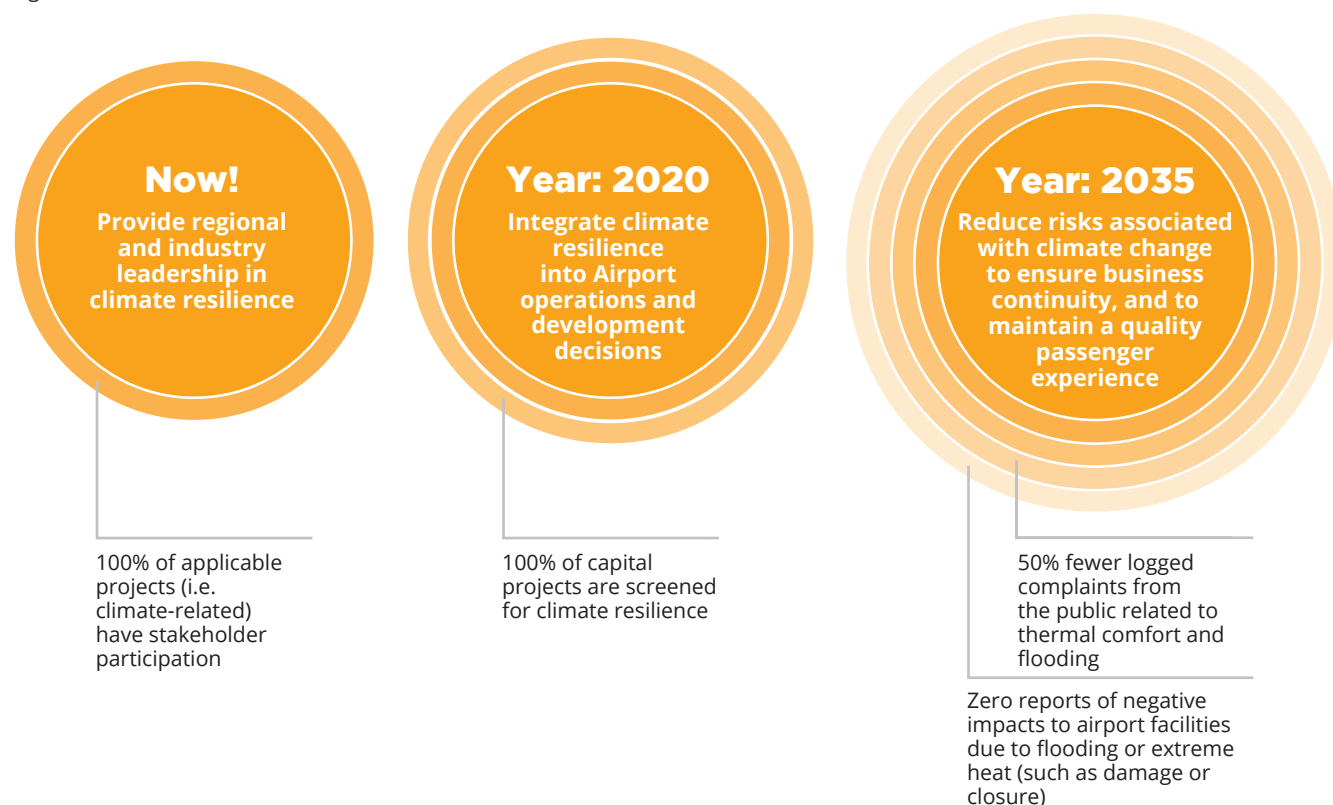 Now!
Provide regional
and industry
leadership in
climate resilience
100% of applicable
projects (i.e.
climate-related)
have stakeholder
participation
Year: 2020
Integrate climate
resilience
into Airport
operations and
development
decisions
100% of capital
projects are screened
for climate resilience
Year: 2035
Reduce risks associated
with climate change
to ensure business
continuity, and to
maintain a quality
passenger
experience
50% fewer logged
complaints from
the public related to
thermal comfort and
flooding
Zero reports of negative
impacts to airport facilities
due to flooding or extreme
heat (such as damage or
closure)